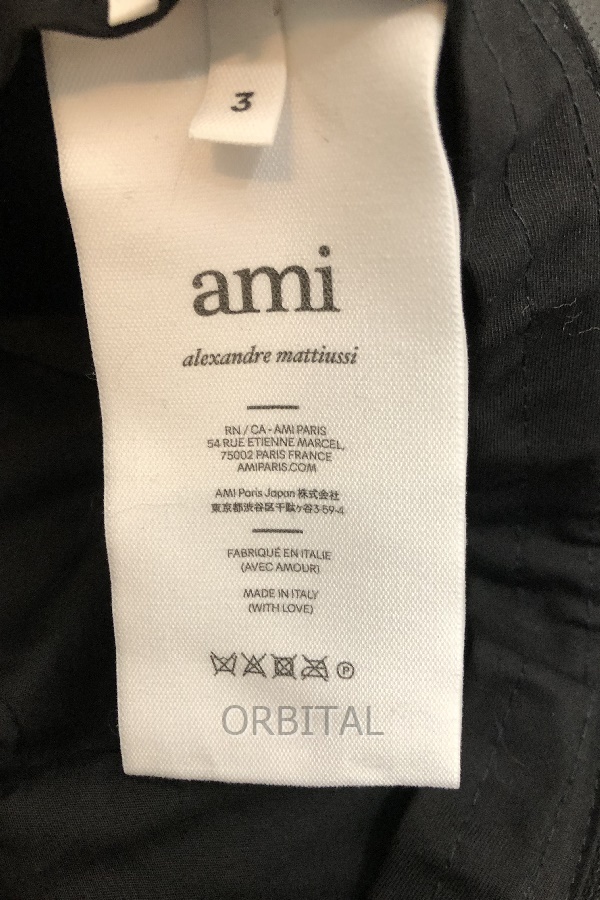 3
ami
alexandre mattiussi
RN / CA - AMI PARIS
54 RUE ETIENNE MARCEL,
75002 PARIS FRANCE
AMIPARIS.COM
AMI Paris Japan 株式会社
東京都渋谷区千駄ヶ谷3-59-4
FABRIQUÉ EN ITALIE
(AVEC AMOUR)
MADE IN ITALY
(WITH LOVE)
P
ORBITAL